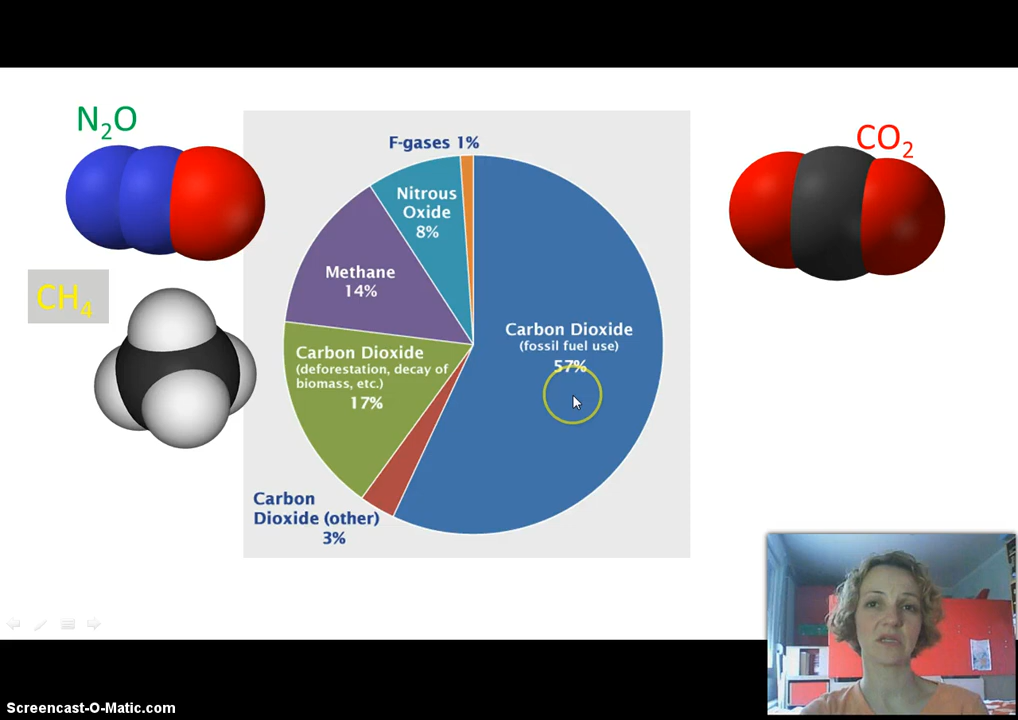 N₂O
CO₂
CH₄
F-gases 1%
Nitrous
Oxide
8%
Methane
14%
Carbon Dioxide
(fossil fuel use)
57%
Carbon Dioxide
(deforestation, decay of
biomass, etc.)
17%
Carbon
Dioxide (other)
3%
Screencast-O-Matic.com